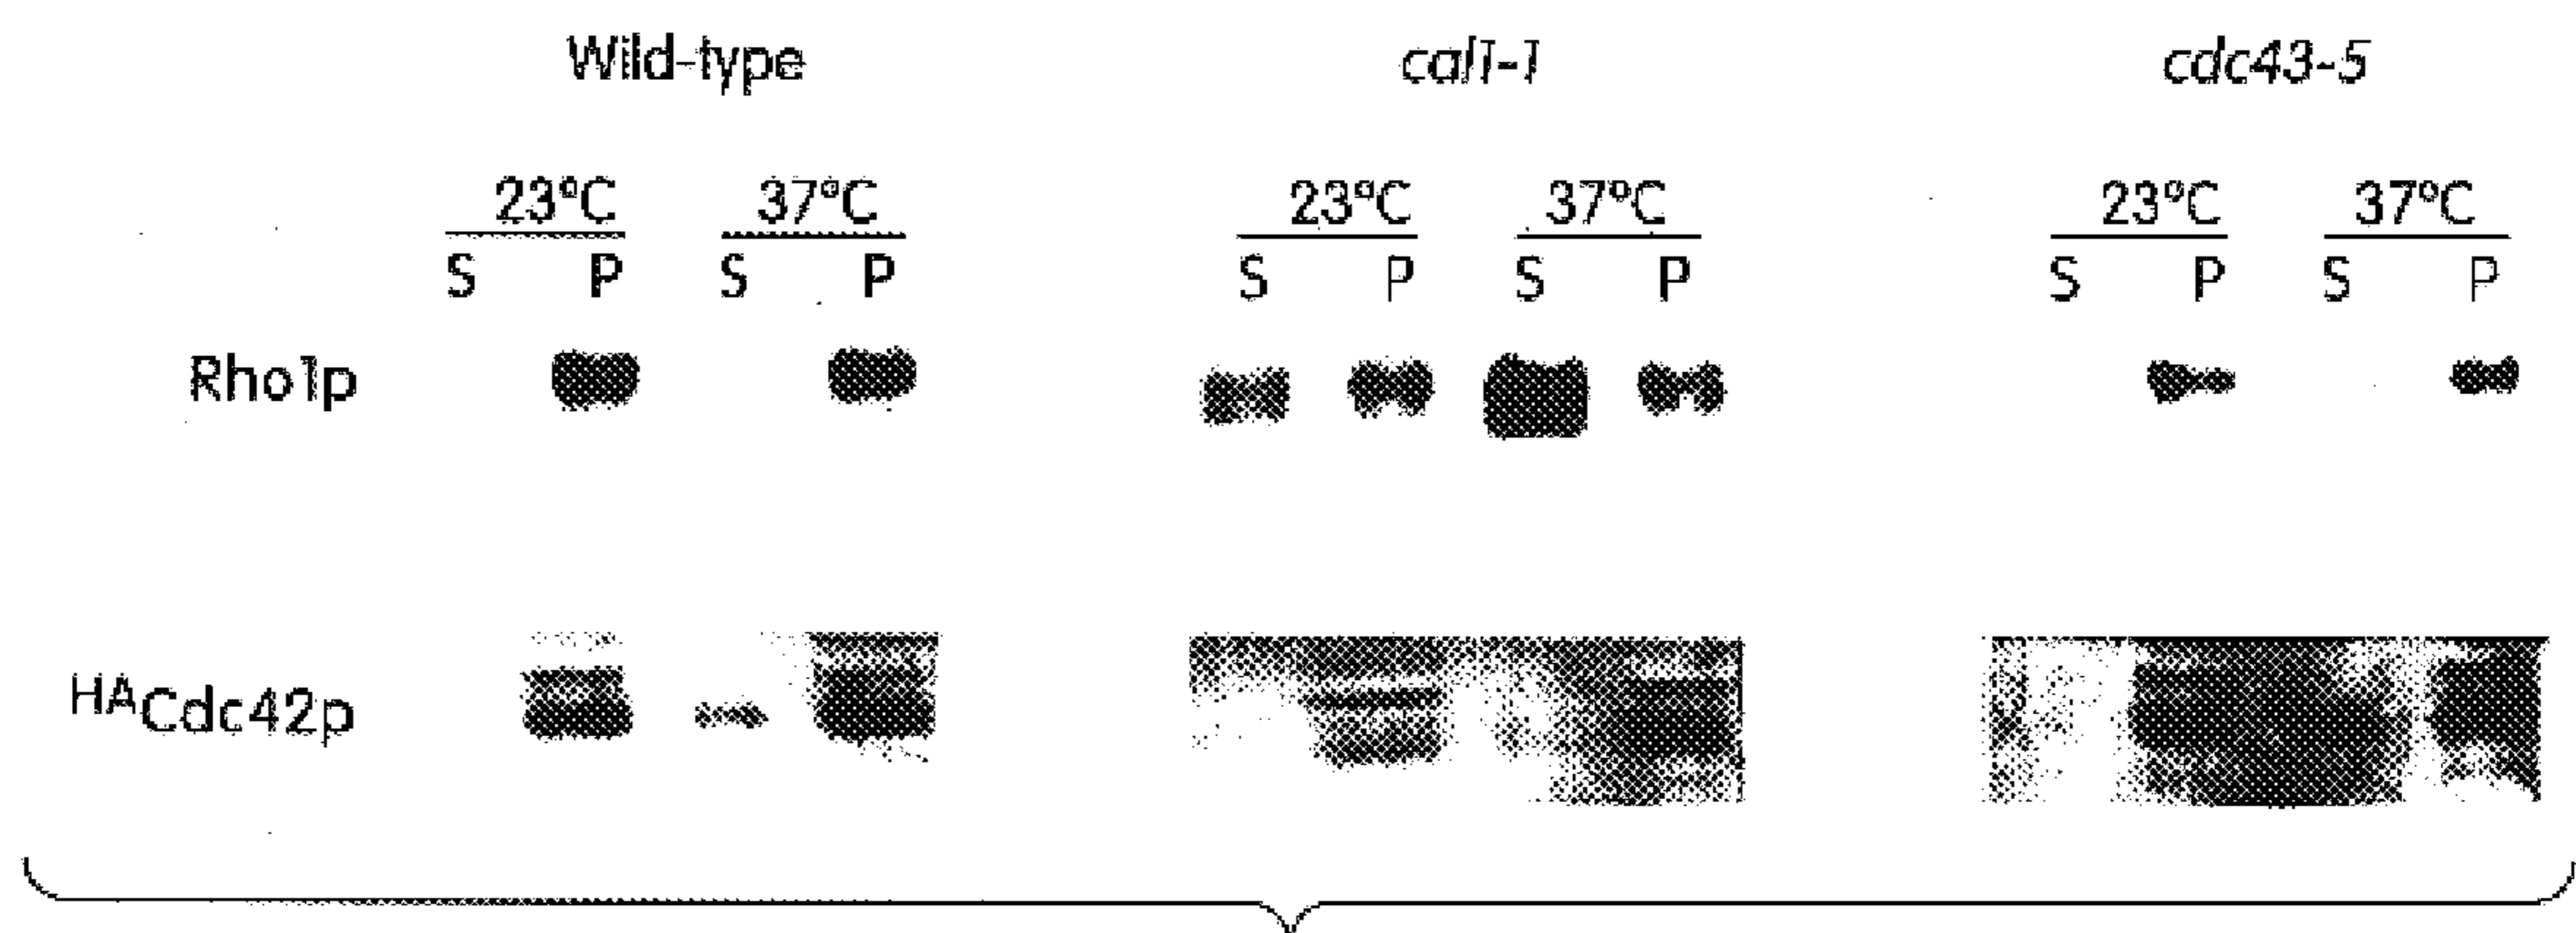 Wild-type cal1-1 cdc43-5
23°C 37°C 23°C 37°C 23°C 37°C
S P S P S P S P S P S P
Rho1p
HACdc42p